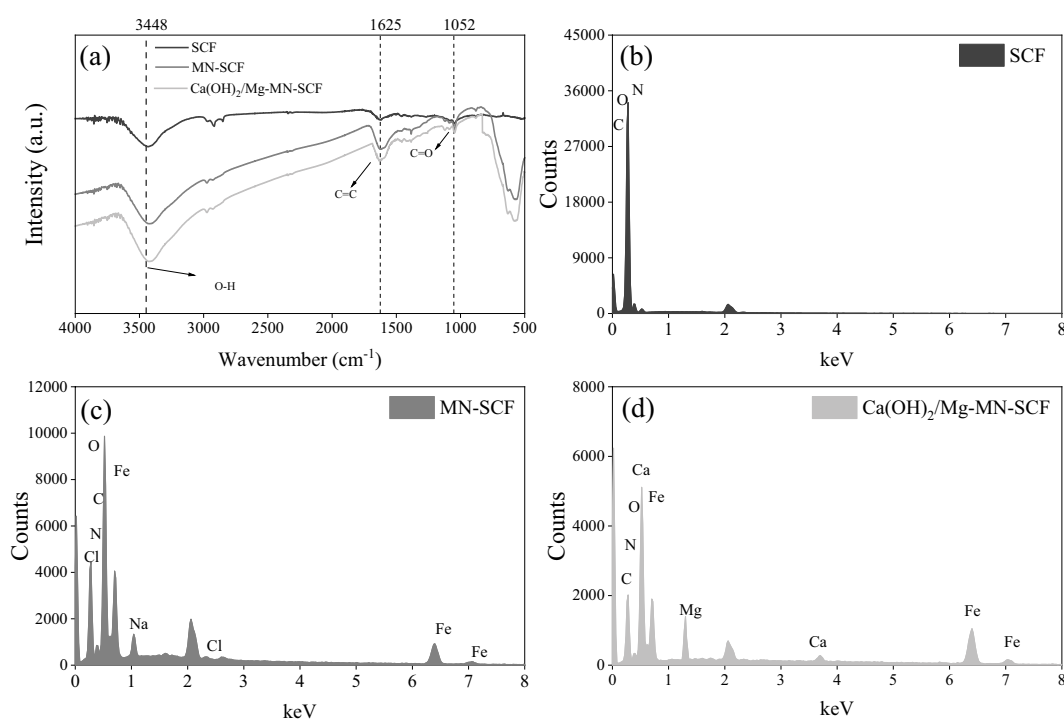 3448 1625 1052
(a)
SCF
MN-SCF
Ca(OH)2/Mg-MN-SCF
C=O
C=C
O-H
Intensity (a.u.)
4000 3500 3000 2500 2000 1500 1000 500
Wavenumber (cm-1)
(b)
SCF
45000
36000
27000
18000
9000
0
O N
C
Counts
0 1 2 3 4 5 6 7 8
keV
(c)
MN-SCF
12000
10000
8000
6000
4000
2000
0
O
Fe
C
N
Cl
Na
Cl
Fe
Fe
Counts
0 1 2 3 4 5 6 7 8
keV
(d)
Ca(OH)2/Mg-MN-SCF
8000
6000
4000
2000
0
Ca
Fe
O
N
C
Mg
Ca
Fe
Fe
Counts
0 1 2 3 4 5 6 7 8
keV